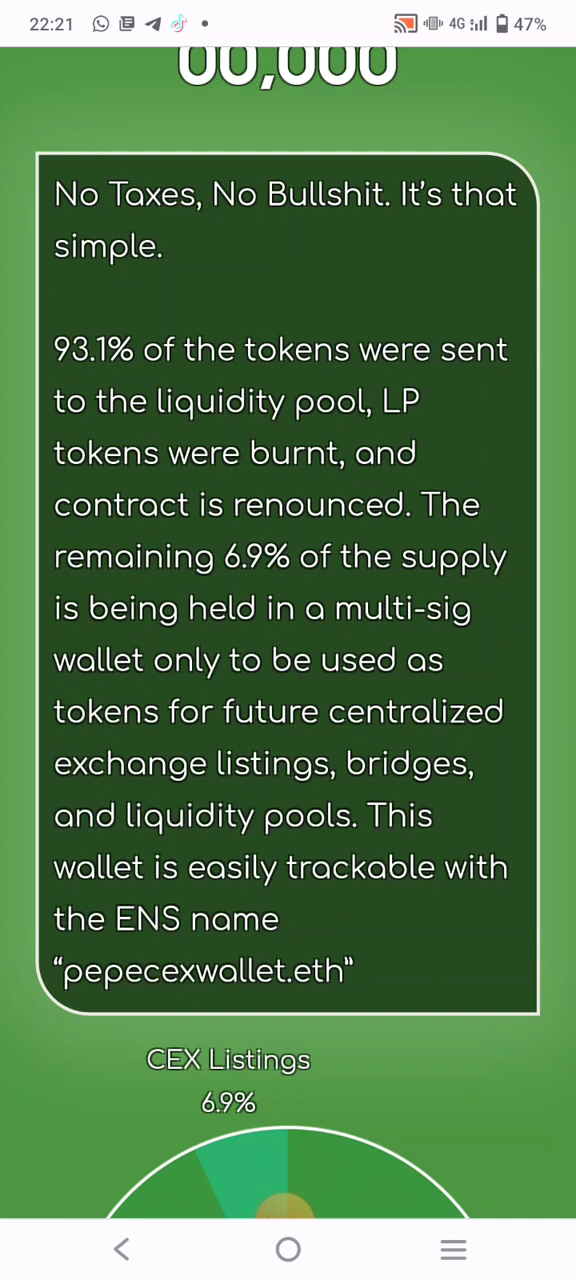 22:21
4G
47%
00,000
No Taxes, No Bullshit. It’s that
simple.
93.1% of the tokens were sent
to the liquidity pool, LP
tokens were burnt, and
contract is renounced. The
remaining 6.9% of the supply
is being held in a multi-sig
wallet only to be used as
tokens for future centralized
exchange listings, bridges,
and liquidity pools. This
wallet is easily trackable with
the ENS name
“pepecexwallet.eth”
CEX Listings
6.9%